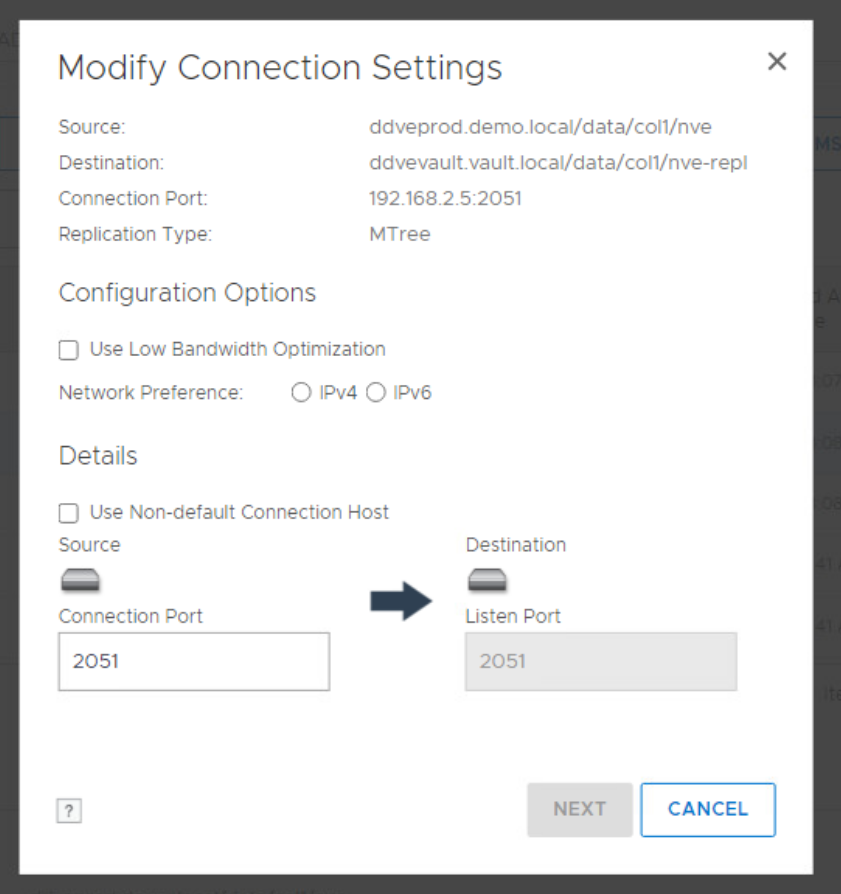 Modify Connection Settings
Source: ddveprod.demo.local/data/col1/nve
Destination: ddvevault.vault.local/data/col1/nve-repl
Connection Port: 192.168.2.5:2051
Replication Type: MTree
Configuration Options
Use Low Bandwidth Optimization
Network Preference: IPv4 IPv6
Details
Use Non-default Connection Host
Source Destination
Connection Port Listen Port
2051 2051
? NEXT CANCEL